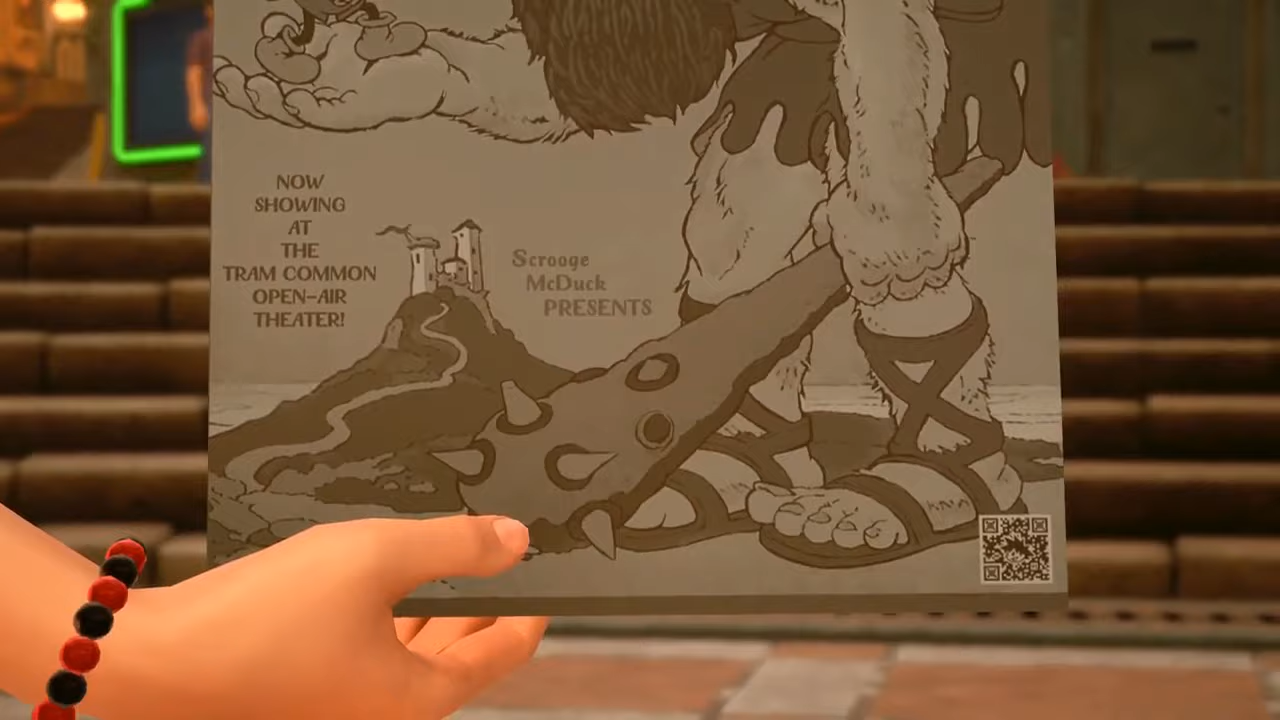 NOW
SHOWING
AT
THE
TRAM COMMON
OPEN-AIR
THEATER!
Scrooge
McDuck
PRESENTS